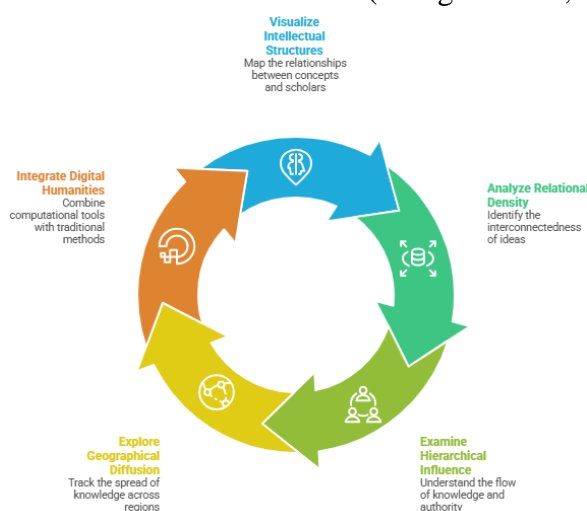 Visualize
Intellectual
Structures
Map the relationships
between concepts
and scholars
Analyze Relational
Density
Identify the
interconnectedness
of ideas
Examine
Hierarchical
Influence
Understand the flow
of knowledge and
authority
Explore
Geographical
Diffusion
Track the spread of
knowledge across
regions
Integrate Digital
Humanities
Combine
computational tools
with traditional
methods